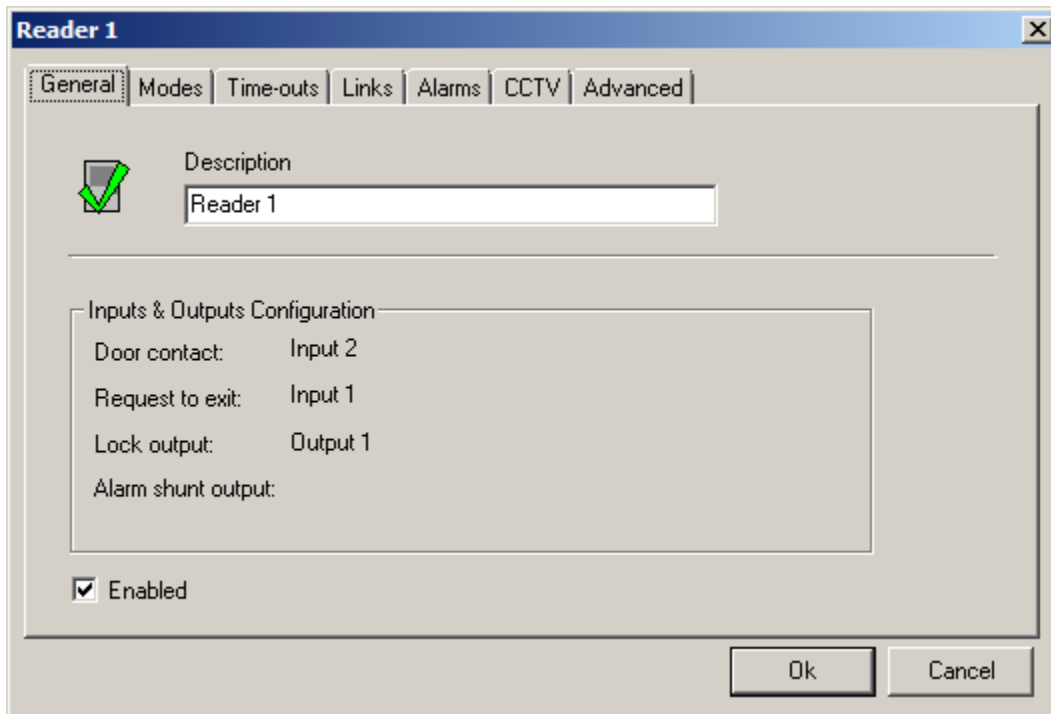 Reader 1
General Modes Time-outs Links Alarms CCTV Advanced
Description
Reader 1
Inputs & Outputs Configuration
Door contact: Input 2
Request to exit: Input 1
Lock output: Output 1
Alarm shunt output:
Enabled
Ok Cancel